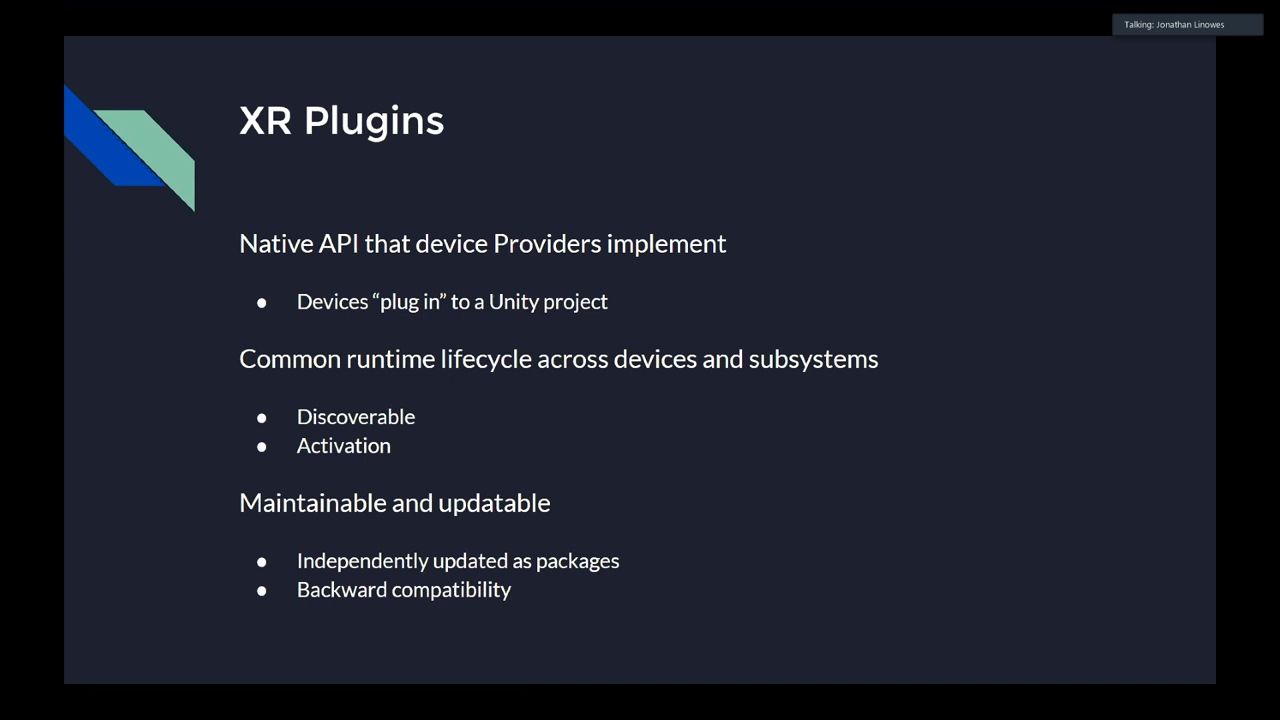 Talking: Jonathan Linowes
XR Plugins
Native API that device Providers implement
● Devices “plug in” to a Unity project
Common runtime lifecycle across devices and subsystems
● Discoverable
● Activation
Maintainable and updatable
● Independently updated as packages
● Backward compatibility